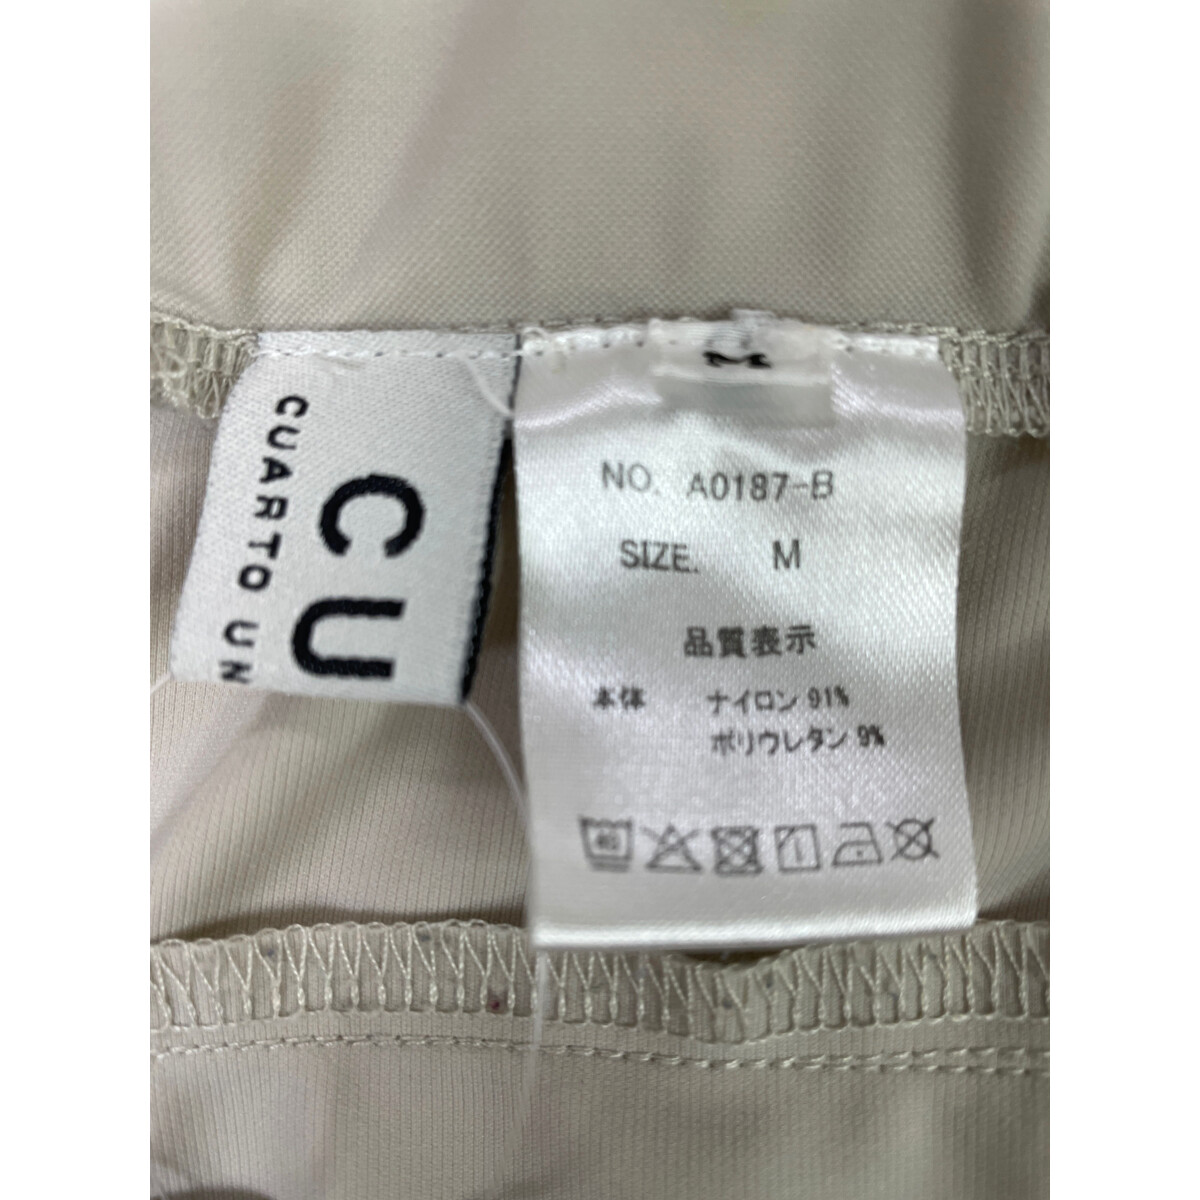 CUARTO UN
CU
M
NO. A0187-B
SIZE. M
品質表示
本体 ナイロン 91%
ポリウレタン 9%
40